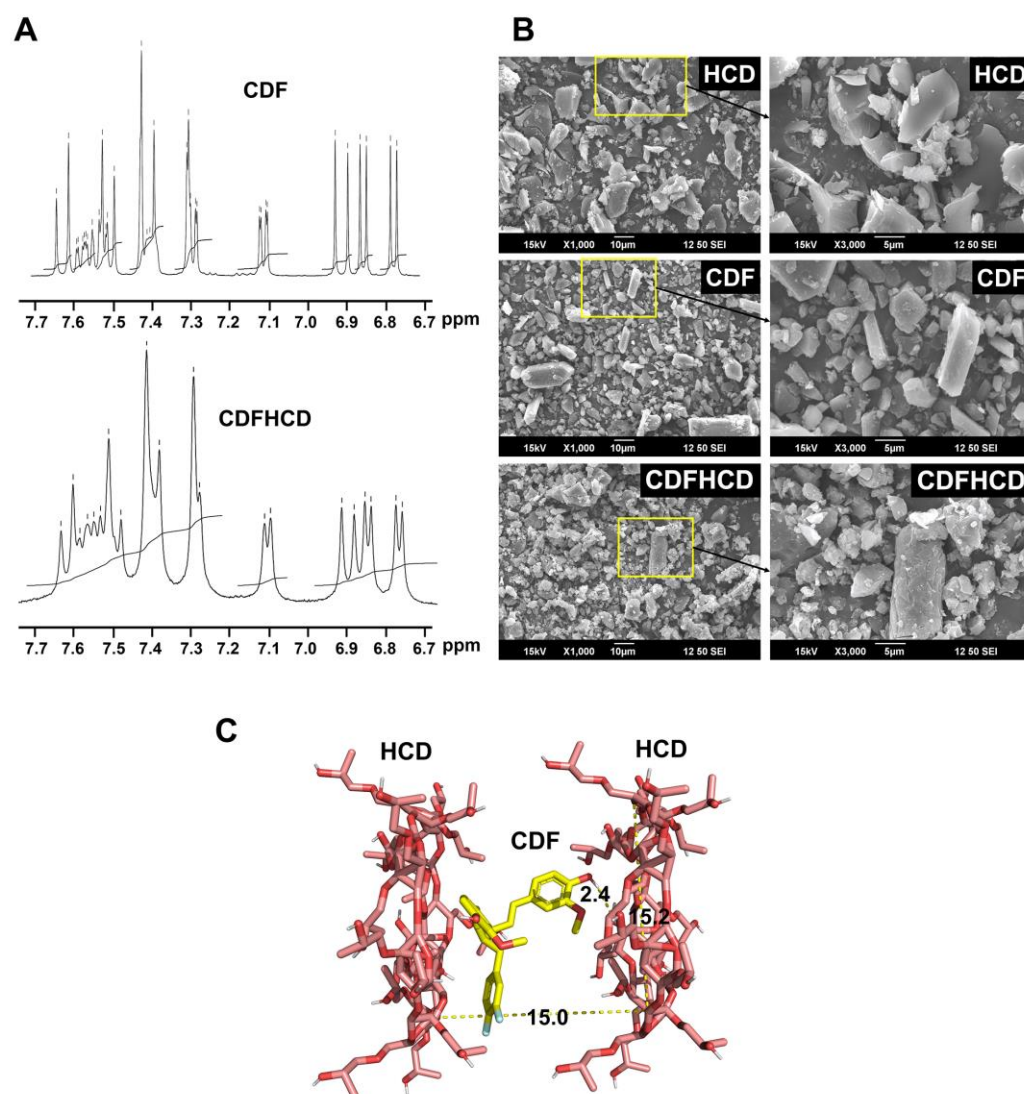 A
CDF
7.7 7.6 7.5 7.4 7.3 7.2 7.1 7.0 6.9 6.8 6.7 ppm
CDFHCD
7.7 7.6 7.5 7.4 7.3 7.2 7.1 7.0 6.9 6.8 6.7 ppm
B
HCD
15kV X1,000 10µm 12 50 SEI
HCD
15kV X3,000 5µm 12 50 SEI
CDF
15kV X1,000 10µm 12 50 SEI
CDF
15kV X3,000 5µm 12 50 SEI
CDFHCD
15kV X1,000 10µm 12 50 SEI
CDFHCD
15kV X3,000 5µm 12 50 SEI
C
HCD
HCD
CDF
2.4
15.2
15.0